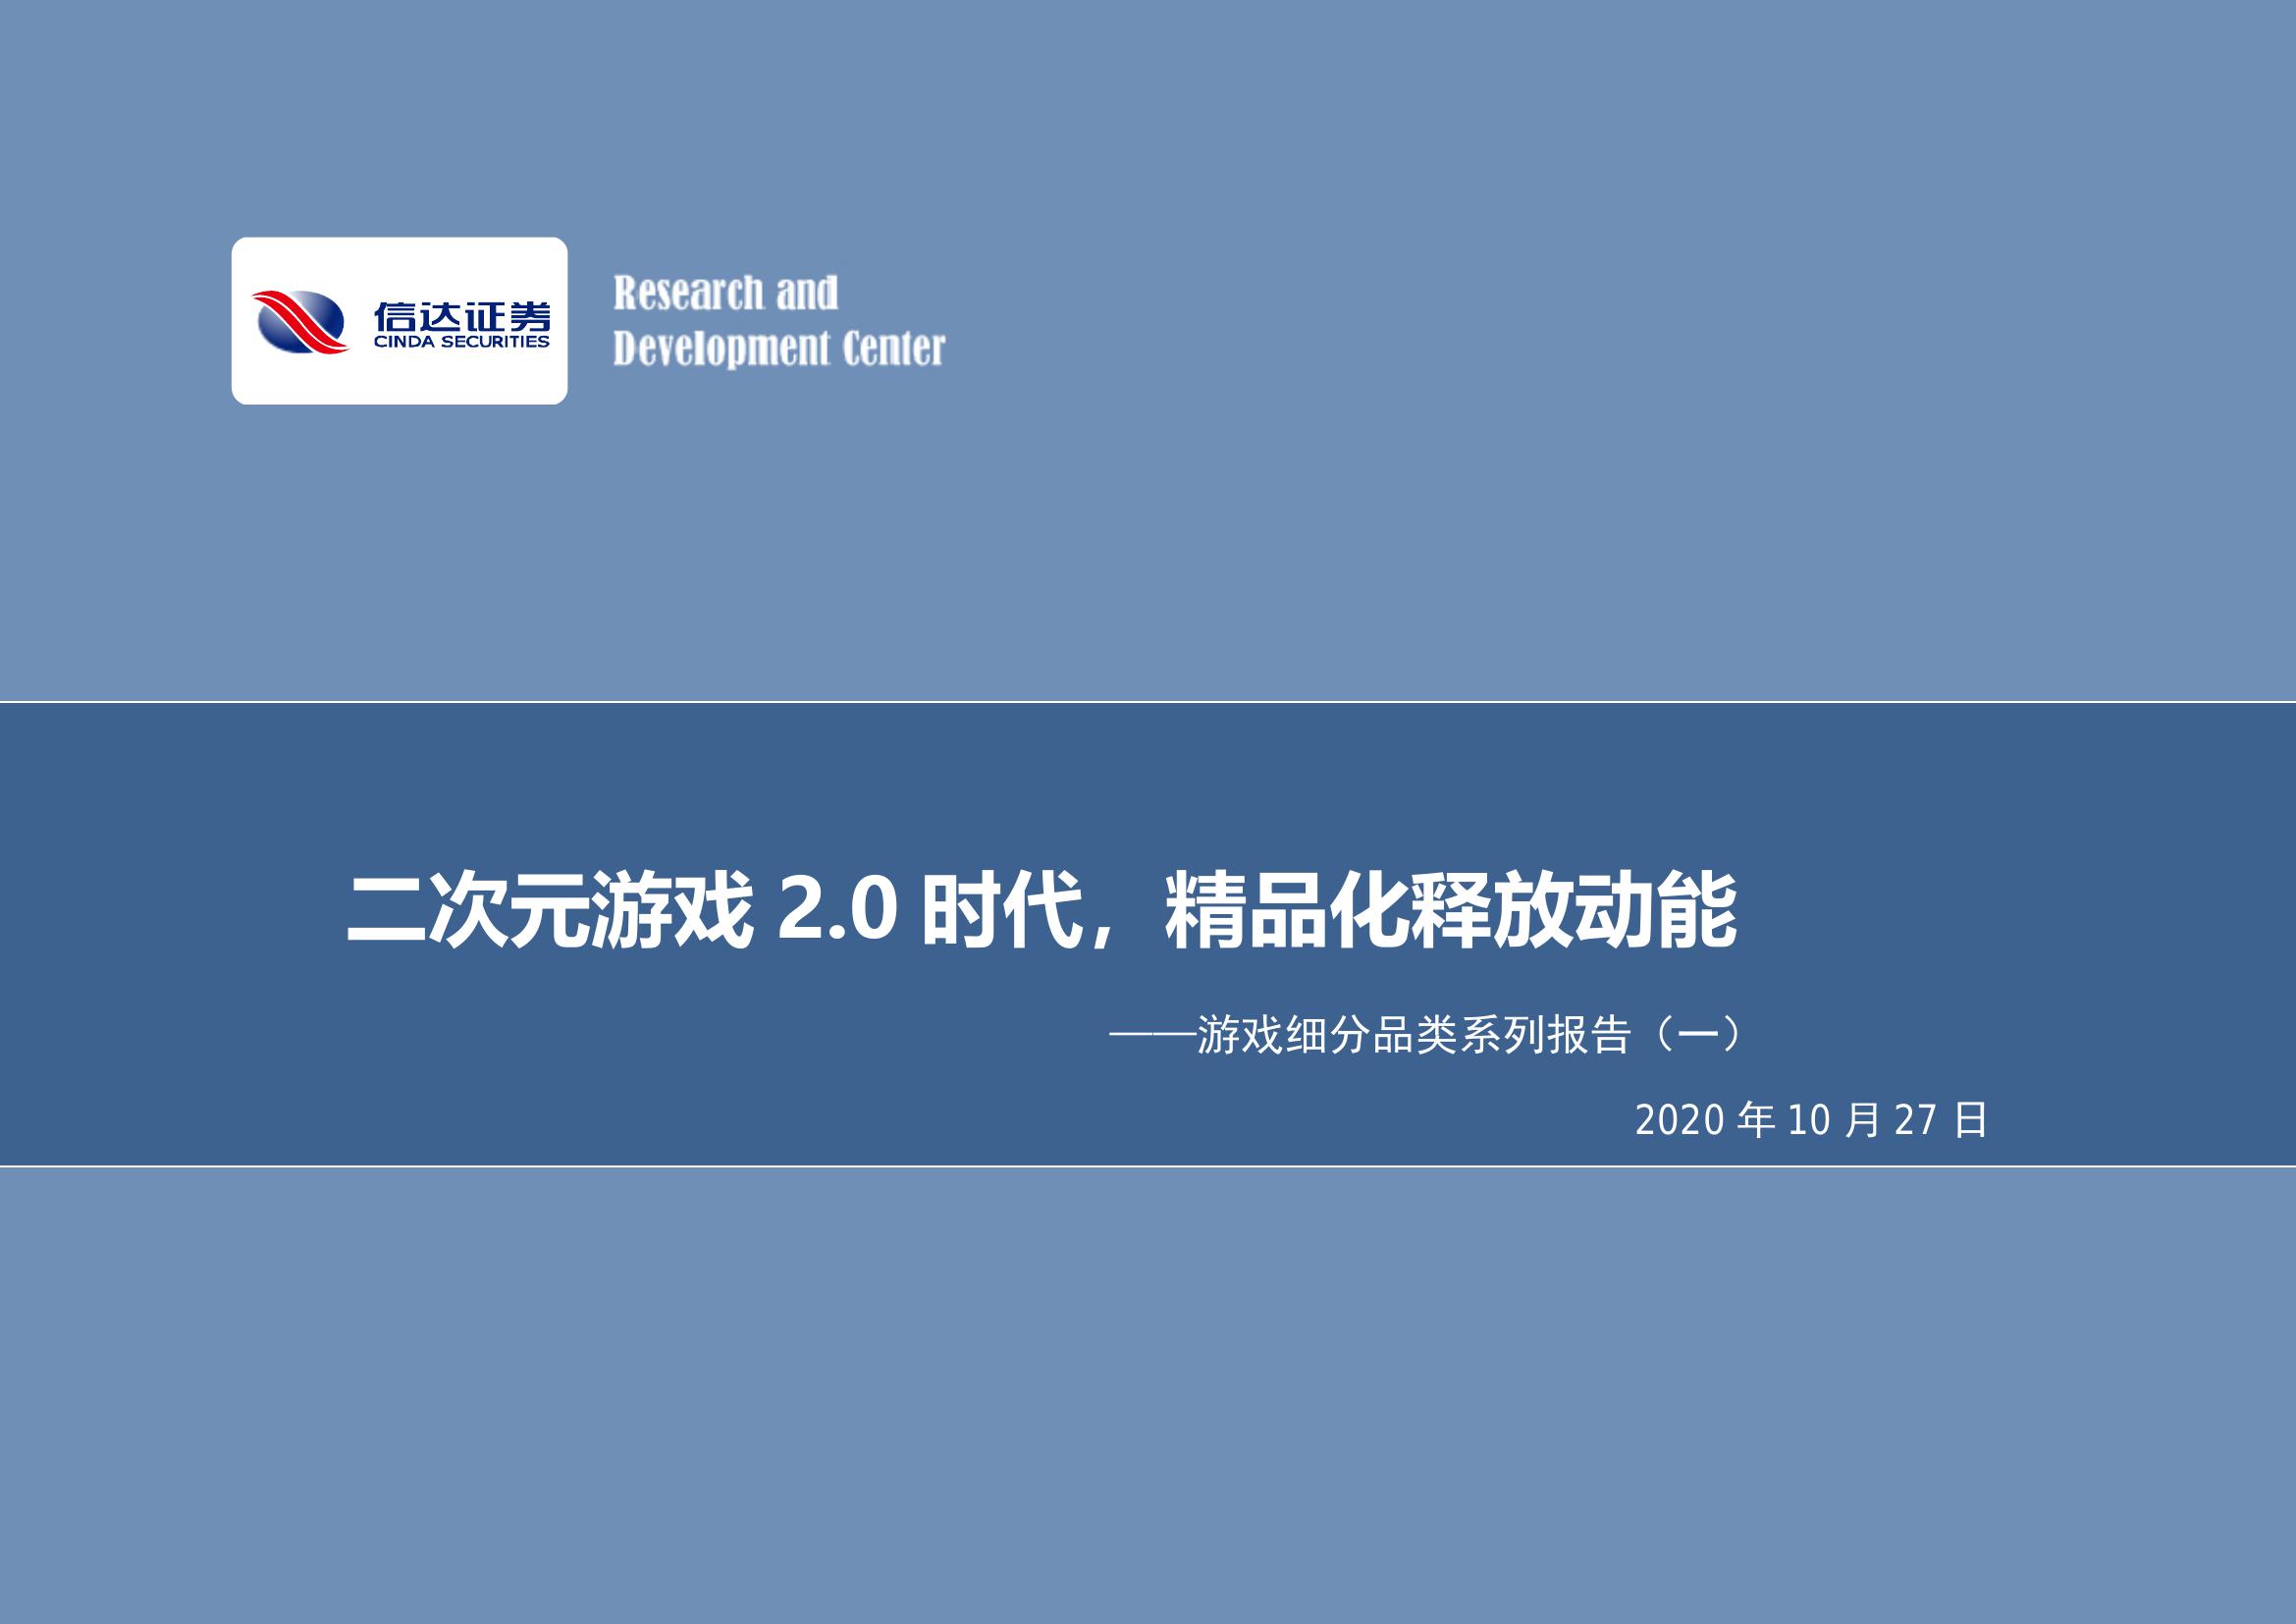 信达证券
CINDA SECURITIES
Research and
Development Center
二次元游戏 2.0 时代，精品化释放动能
——游戏细分品类系列报告（一）
2020 年 10 月 27 日